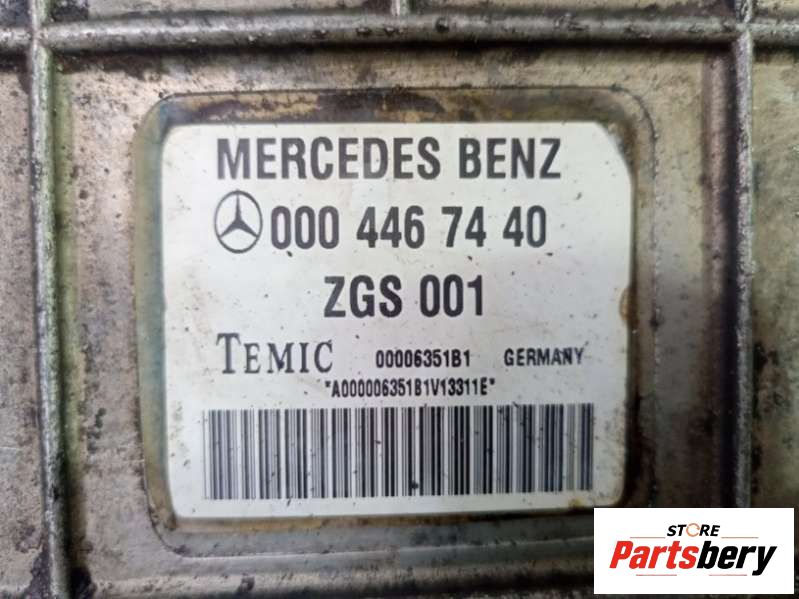 MERCEDES BENZ
000 446 74 40
ZGS 001
TEMIC 00006351B1 GERMANY
*A000006351B1V13311E*
STORE
Partsbery